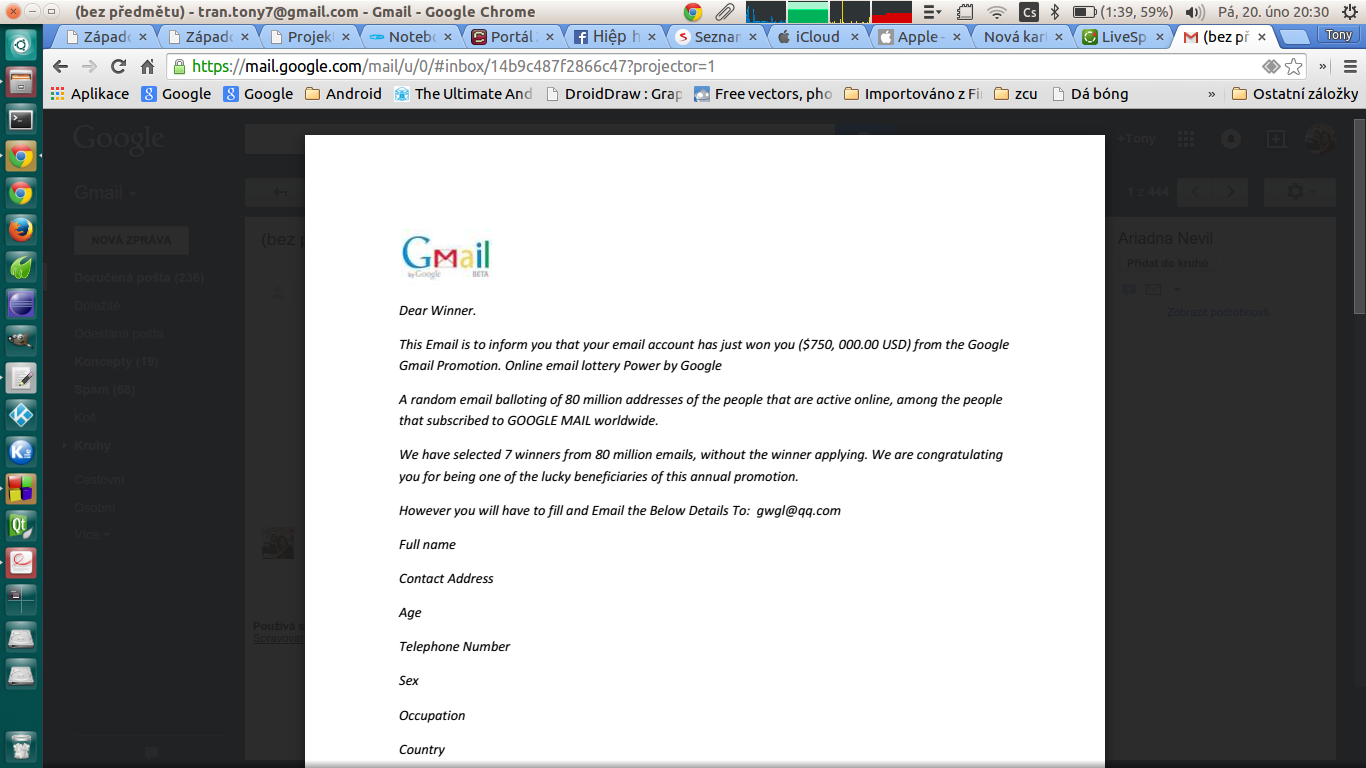 (bez předmětu) - tran.tony7@gmail.com - Gmail - Google Chrome
Cs
(1:39, 59%)
Pá, 20. úno 20:30
Západo
Západo
Projek
Notebo
Portál
Hiệp h
Seznam
iCloud
Apple -
Nová kar
LiveSp
(bez př
Tony
https://mail.google.com/mail/u/0/#inbox/14b9c487f2866c47?projector=1
»
Aplikace
Google
Google
Android
The Ultimate And
DroidDraw : Grap
Free vectors, pho
Importováno z Fi
zcu
Dá bóng
»
Ostatní záložky
Google
+Tony
Gmail
1 z 444
NOVÁ ZPRÁVA
(bez p
Ariadna Nevil
Přidat do kruhů
Zobrazit podrobnosti
Doručená pošta (236)
Důležité
Odeslaná pošta
Koncepty (19)
Spam (68)
Koš
Kruhy
Cestovní
Osobní
Více
Používá s
Spravovat
Gmail
by Google
BETA
Dear Winner.
This Email is to inform you that your email account has just won you ($750, 000.00 USD) from the Google
Gmail Promotion. Online email lottery Power by Google
A random email balloting of 80 million addresses of the people that are active online, among the people
that subscribed to GOOGLE MAIL worldwide.
We have selected 7 winners from 80 million emails, without the winner applying. We are congratulating
you for being one of the lucky beneficiaries of this annual promotion.
However you will have to fill and Email the Below Details To:  gwgl@qq.com
Full name
Contact Address
Age
Telephone Number
Sex
Occupation
Country